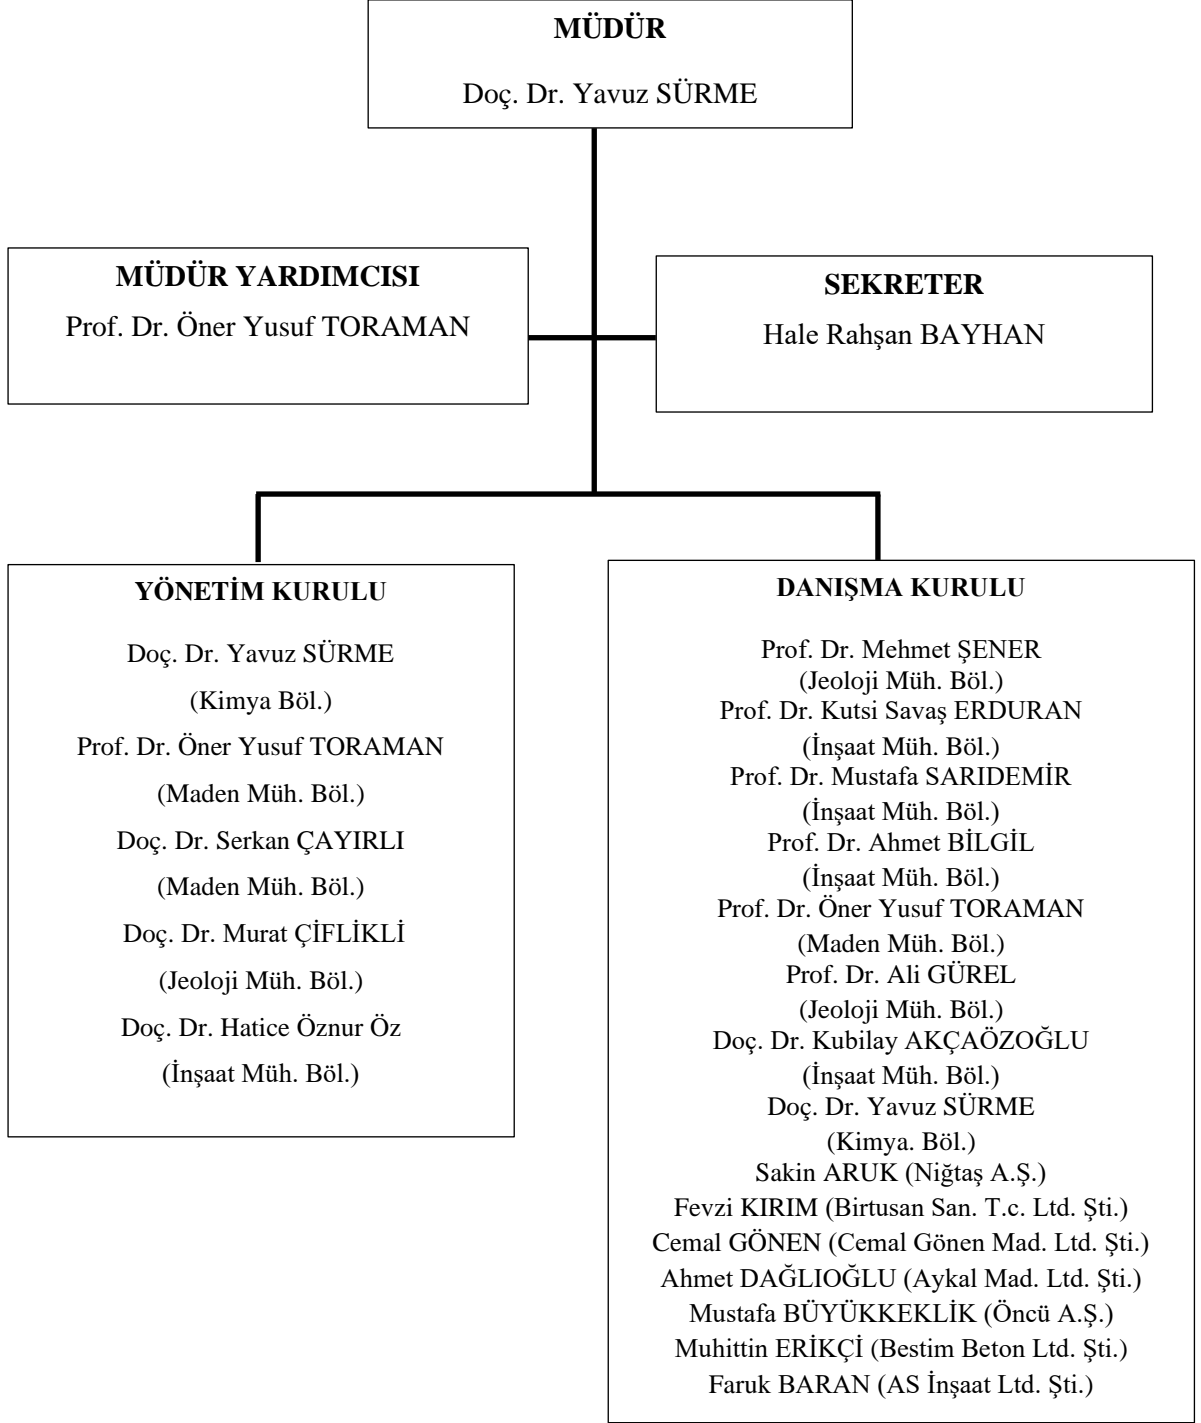 MÜDÜR
Doç. Dr. Yavuz SÜRME
MÜDÜR YARDIMCISI
Prof. Dr. Öner Yusuf TORAMAN
SEKRETER
Hale Rahşan BAYHAN
YÖNETİM KURULU
Doç. Dr. Yavuz SÜRME
(Kimya Böl.)
Prof. Dr. Öner Yusuf TORAMAN
(Maden Müh. Böl.)
Doç. Dr. Serkan ÇAYIRLI
(Maden Müh. Böl.)
Doç. Dr. Murat ÇİFLİKLİ
(Jeoloji Müh. Böl.)
Doç. Dr. Hatice Öznur Öz
(İnşaat Müh. Böl.)
DANIŞMA KURULU
Prof. Dr. Mehmet ŞENER
(Jeoloji Müh. Böl.)
Prof. Dr. Kutsi Savaş ERDURAN
(İnşaat Müh. Böl.)
Prof. Dr. Mustafa SARIDEMİR
(İnşaat Müh. Böl.)
Prof. Dr. Ahmet BİLGİL
(İnşaat Müh. Böl.)
Prof. Dr. Öner Yusuf TORAMAN
(Maden Müh. Böl.)
Prof. Dr. Ali GÜREL
(Jeoloji Müh. Böl.)
Doç. Dr. Kubilay AKÇAÖZOĞLU
(İnşaat Müh. Böl.)
Doç. Dr. Yavuz SÜRME
(Kimya. Böl.)
Sakin ARUK (Niğtaş A.Ş.)
Fevzi KIRIM (Birtusan San. T.c. Ltd. Şti.)
Cemal GÖNEN (Cemal Gönen Mad. Ltd. Şti.)
Ahmet DAĞLIOĞLU (Aykal Mad. Ltd. Şti.)
Mustafa BÜYÜKKEKLİK (Öncü A.Ş.)
Muhittin ERİKÇİ (Bestim Beton Ltd. Şti.)
Faruk BARAN (AS İnşaat Ltd. Şti.)